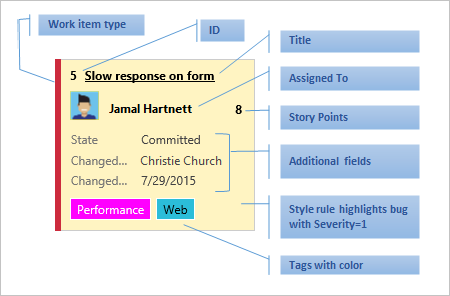 Work item type
ID
5 Slow response on form
Title
Jamal Hartnett
Assigned To
8
Story Points
State Committed
Changed... Christie Church
Changed... 7/29/2015
Additional fields
Performance Web
Style rule highlights bug
with Severity=1
Tags with color